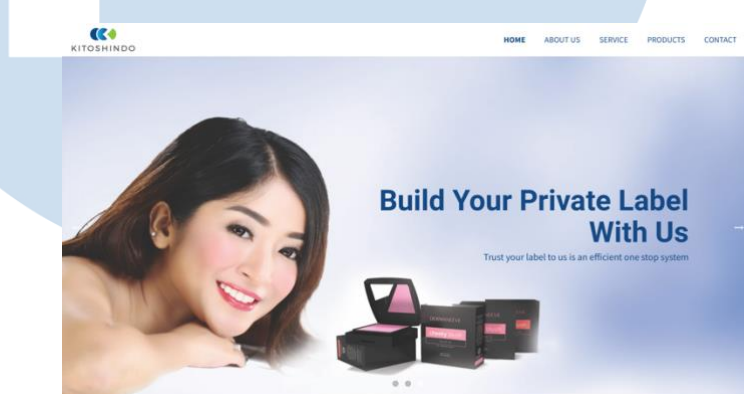 KITOSHINDO
HOME ABOUT US SERVICE PRODUCTS CONTACT
Build Your Private Label
With Us
Trust your label to us is an efficient one stop system